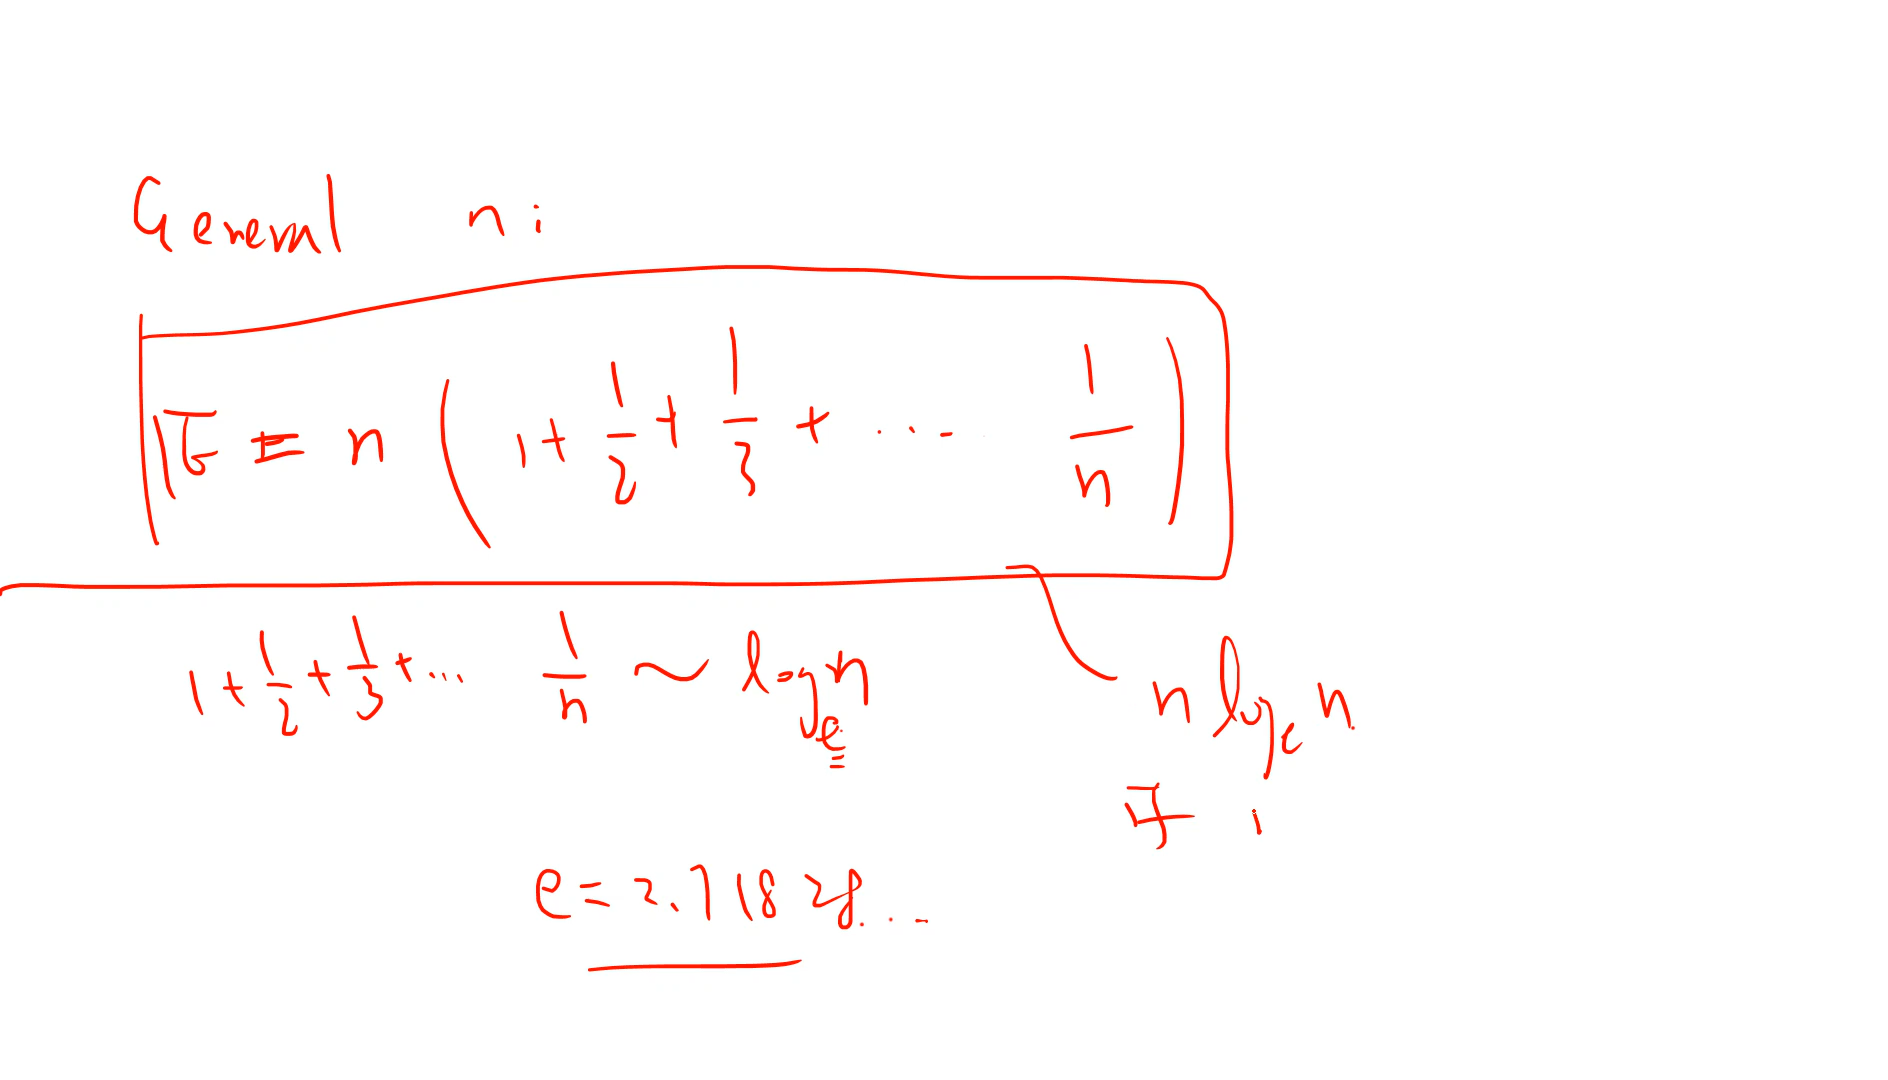 General n:
E = n ( 1 + 1/2 + 1/3 + ... 1/n )
1 + 1/2 + 1/3 + ... 1/n ~ log_e n
n log_e n.
e = 2.71828...